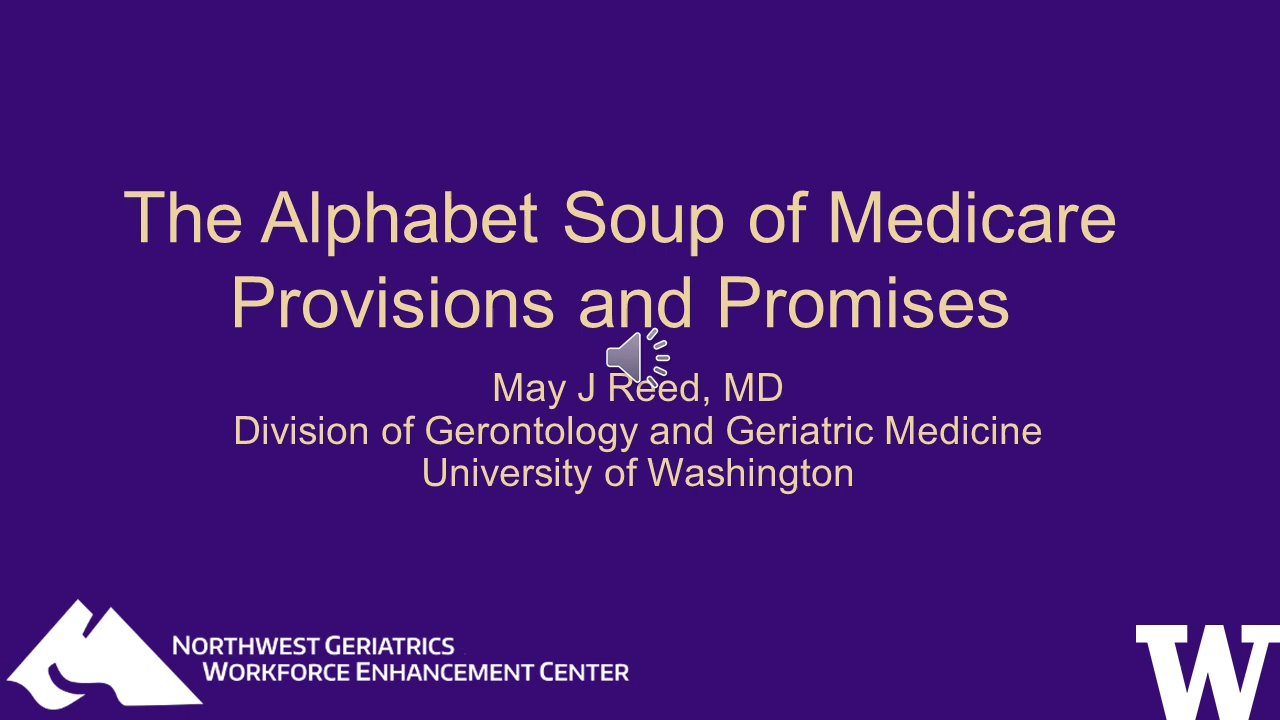 The Alphabet Soup of Medicare
Provisions and Promises
May J Reed, MD
Division of Gerontology and Geriatric Medicine
University of Washington
NORTHWEST GERIATRICS
WORKFORCE ENHANCEMENT CENTER
W